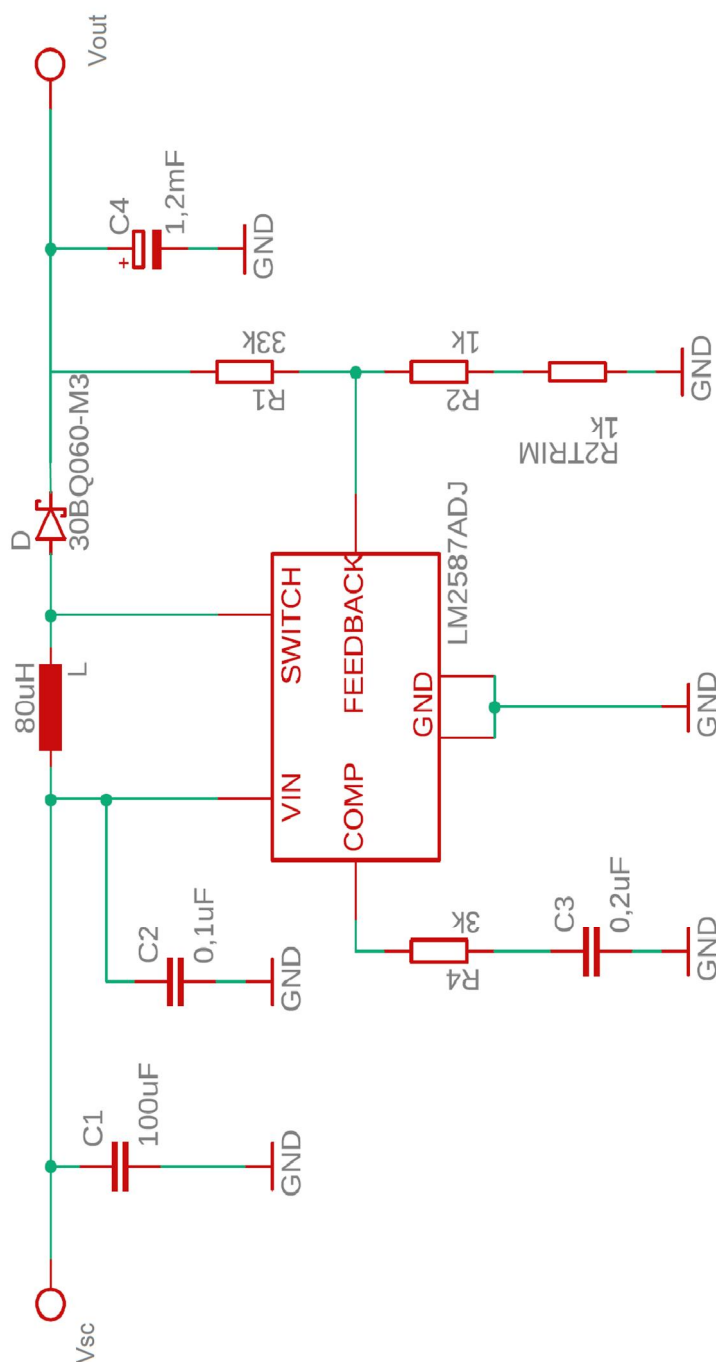 Vsc
C1
100uF
GND
C2
0,1uF
GND
80uH
L
D
30BQ060-M3
C4
1,2mF
GND
Vout
R1
33k
R2
1k
R2TRIM
1k
GND
VIN
SWITCH
COMP
FEEDBACK
GND
LM2587ADJ
GND
R4
3k
C3
0,2uF
GND
+